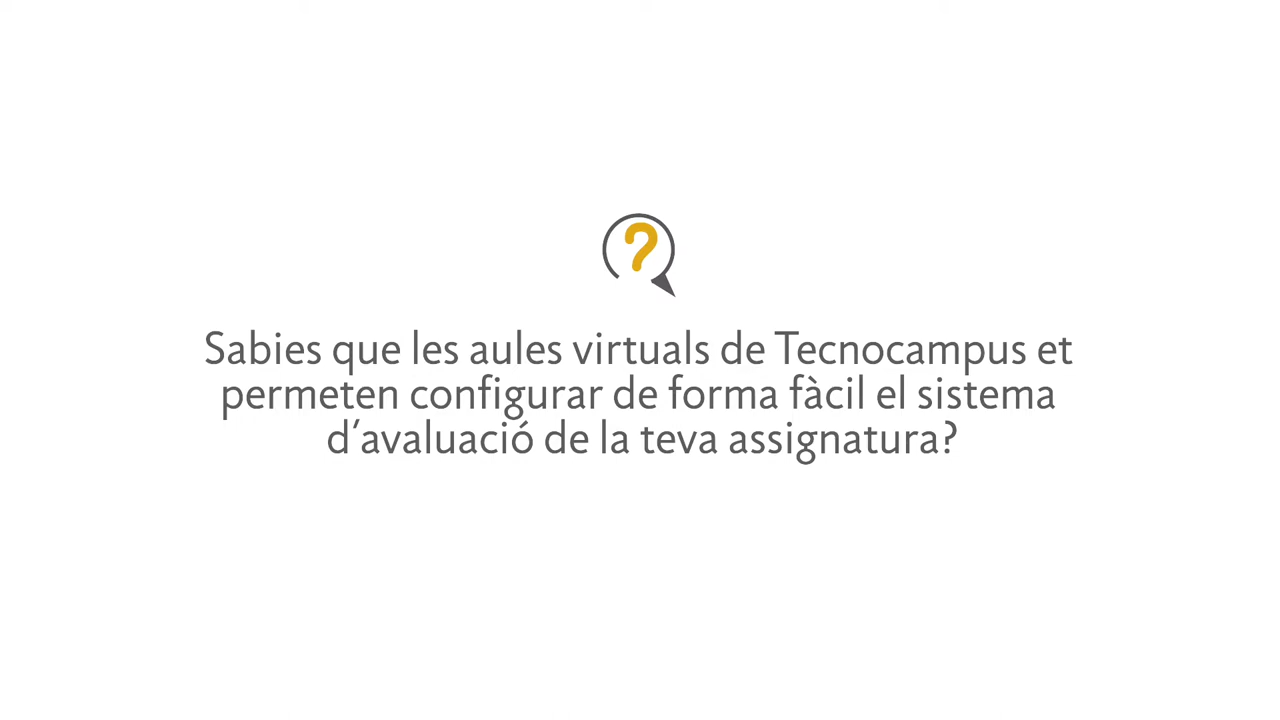 ?
Sabies que les aules virtuals de Tecnocampus et
permeten configurar de forma fàcil el sistema
d’avaluació de la teva assignatura?